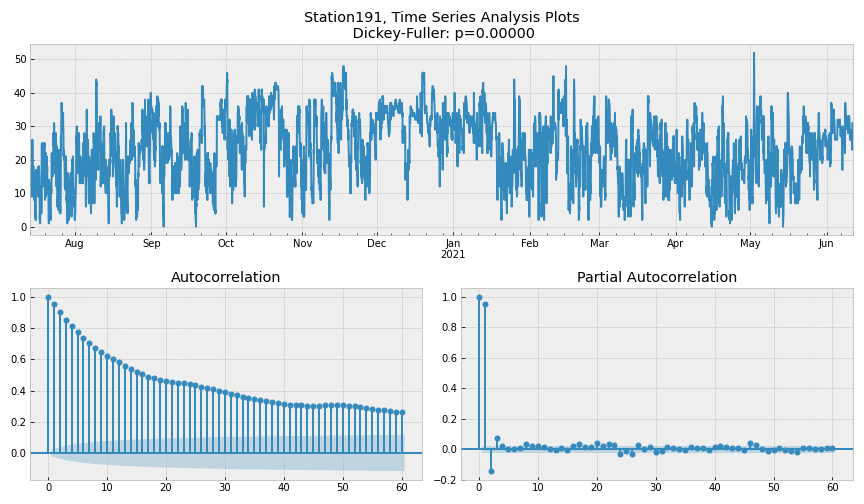 Station191, Time Series Analysis Plots
Dickey-Fuller: p=0.00000
50
40
30
20
10
0
Aug Sep Oct Nov Dec Jan Feb Mar Apr May Jun
2021
Autocorrelation
1.0
0.8
0.6
0.4
0.2
0.0
0 10 20 30 40 50 60
Partial Autocorrelation
1.0
0.8
0.6
0.4
0.2
0.0
−0.2
0 10 20 30 40 50 60